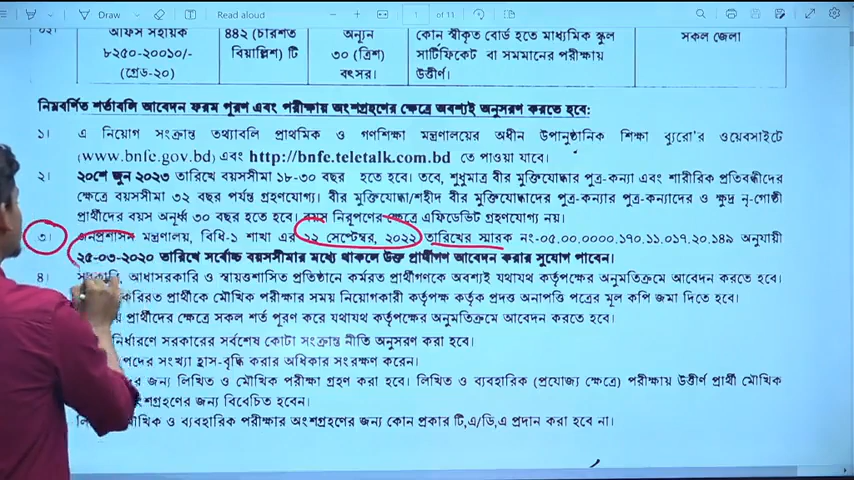 Draw
Read aloud
1 of 11
০২।
অফিস সহায়ক
৮২৫০-২০০১০/-
(গ্রেড-২০)
৪৪২ (চারশত
বিয়াল্লিশ) টি
অন্যুন
৩০ (ত্রিশ)
বৎসর।
কোন স্বীকৃত বোর্ড হতে মাধ্যমিক স্কুল
সার্টিফিকেট বা সমমানের পরীক্ষায়
উত্তীর্ণ।
সকল জেলা
নিম্নবর্ণিত শর্তাবলি আবেদন ফরম পূরণ এবং পরীক্ষায় অংশগ্রহণের ক্ষেত্রে অবশ্যই অনুসরণ করতে হবে:
১। এ নিয়োগ সংক্রান্ত তথ্যাবলি প্রাথমিক ও গণশিক্ষা মন্ত্রণালয়ের অধীন উপানুষ্ঠানিক শিক্ষা ব্যুরো'র ওয়েবসাইটে
(www.bnfe.gov.bd) এবং http://bnfe.teletalk.com.bd তে পাওয়া যাবে।
২। ২০শে জুন ২০২৩ তারিখে বয়সসীমা ১৮-৩০ বছর হতে হবে। তবে, শুধুমাত্র বীর মুক্তিযোদ্ধার পুত্র-কন্যা এবং শারীরিক প্রতিবন্ধীদের
ক্ষেত্রে বয়সসীমা ৩২ বছর পর্যন্ত গ্রহণযোগ্য। বীর মুক্তিযোদ্ধা/শহীদ বীর মুক্তিযোদ্ধাদের পুত্র-কন্যার পুত্র-কন্যাদের ও ক্ষুদ্র নৃ-গোষ্ঠী
প্রার্থীদের বয়স অনূর্ধ্ব ৩০ বছর হতে হবে। বয়স নিরূপণের ক্ষেত্রে এফিডেভিট গ্রহণযোগ্য নয়।
৩। জনপ্রশাসন মন্ত্রণালয়, বিধি-১ শাখা এর ২২ সেপ্টেম্বর, ২০২২ তারিখের স্মারক নং-০৫.০০.০০০০.১৭০.১১.০১৭.২০.১৪৯ অনুযায়ী
২৫-০৩-২০২০ তারিখে সর্বোচ্চ বয়সসীমার মধ্যে থাকলে উক্ত প্রার্থীগণ আবেদন করার সুযোগ পাবেন।
৪। সরকারি, আধাসরকারি ও স্বায়ত্তশাসিত প্রতিষ্ঠানে কর্মরত প্রার্থীগণকে অবশ্যই যথাযথ কর্তৃপক্ষের অনুমতিক্রমে আবেদন করতে হবে।
প্রার্থীকে মৌখিক পরীক্ষার সময় নিয়োগকারী কর্তৃপক্ষ কর্তৃক প্রদত্ত অনাপত্তি পত্রের মূল কপি জমা দিতে হবে।
প্রার্থীদের ক্ষেত্রে সকল শর্ত পূরণ করে যথাযথ কর্তৃপক্ষের অনুমতিক্রমে আবেদন করতে হবে।
নির্ধারণে সরকারের সর্বশেষ কোটা সংক্রান্ত নীতি অনুসরণ করা হবে।
পদের সংখ্যা হ্রাস-বৃদ্ধি করার অধিকার সংরক্ষণ করেন।
জন্য লিখিত ও মৌখিক পরীক্ষা গ্রহণ করা হবে। লিখিত ও ব্যবহারিক (প্রযোজ্য ক্ষেত্রে) পরীক্ষায় উত্তীর্ণ প্রার্থী মৌখিক
অংশগ্রহণের জন্য বিবেচিত হবেন।
মৌখিক ও ব্যবহারিক পরীক্ষার অংশগ্রহণের জন্য কোন প্রকার টি,এ/ডি,এ প্রদান করা হবে না।